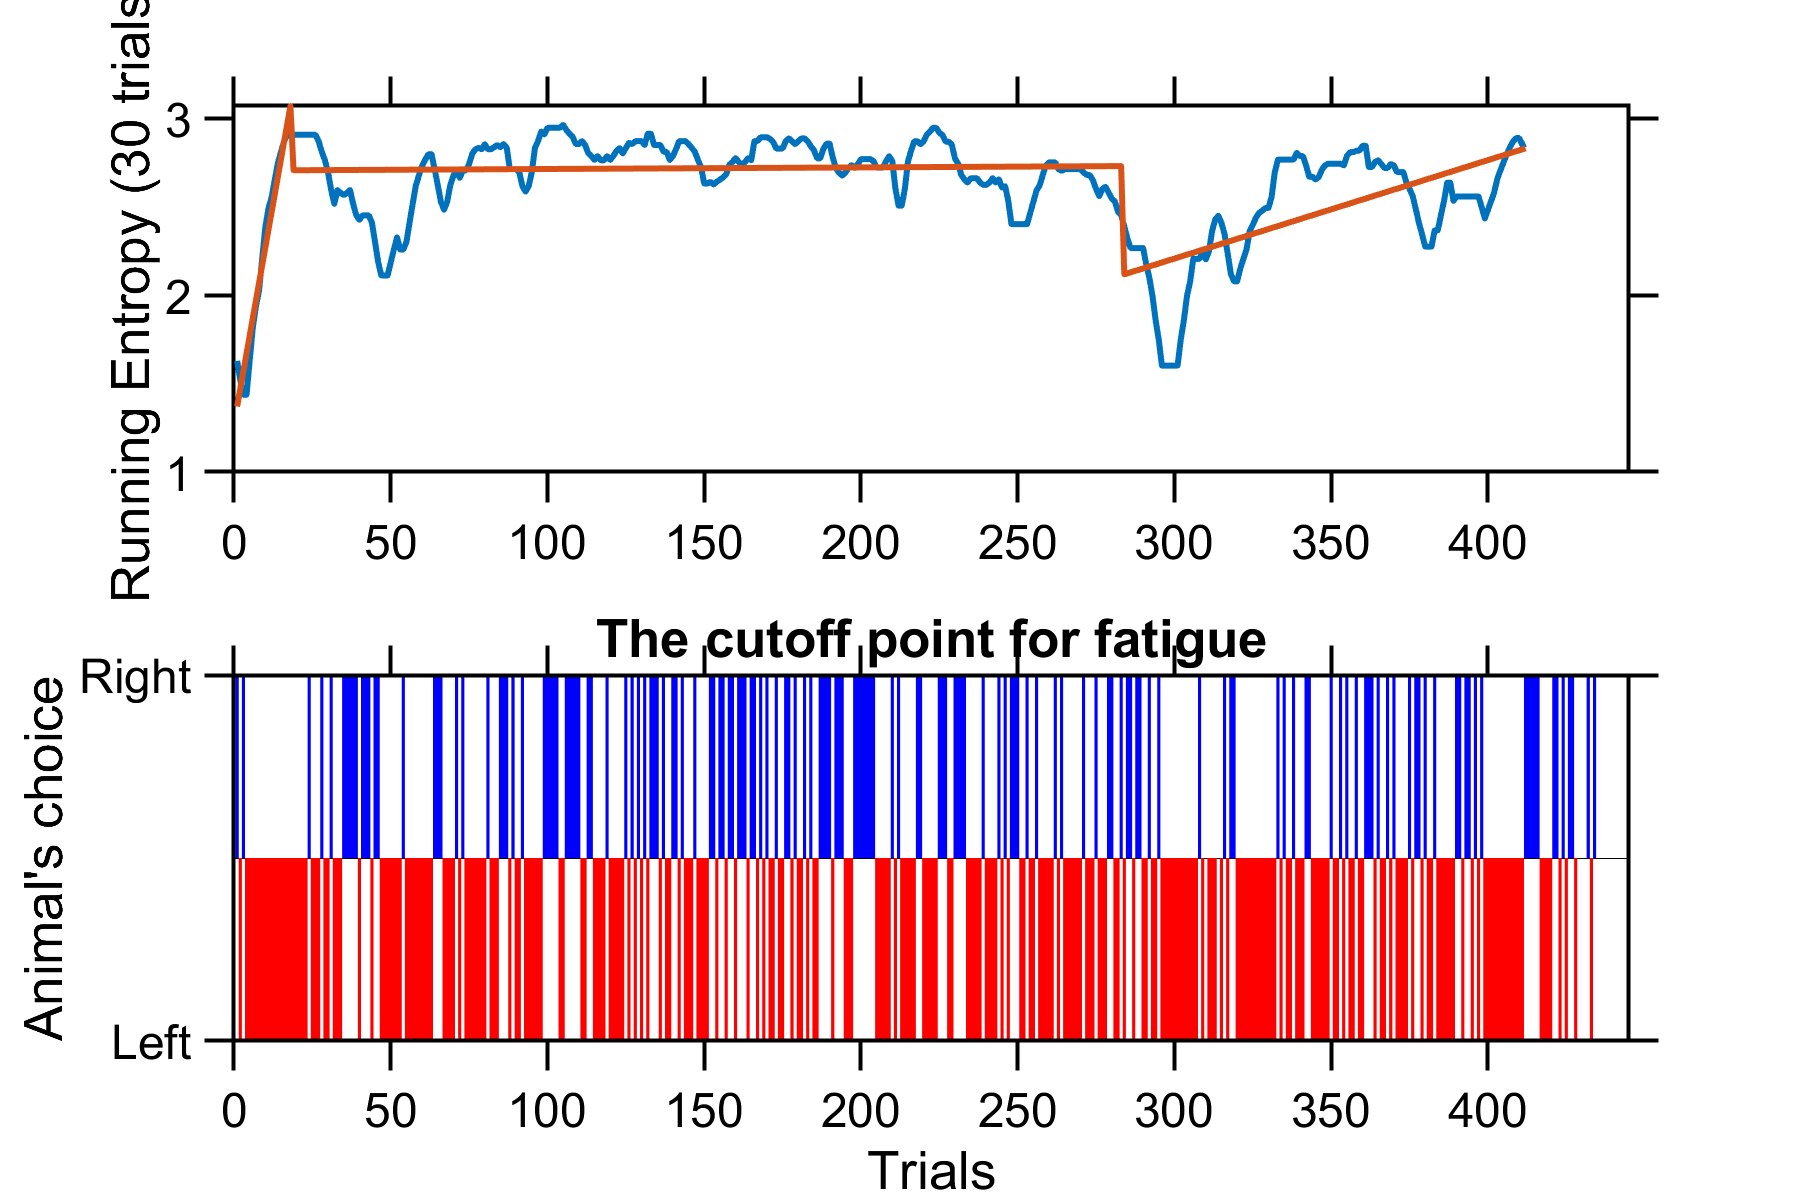 Running Entropy (30 trials
3
2
1
0 50 100 150 200 250 300 350 400
The cutoff point for fatigue
Animal's choice
Right
Left
0 50 100 150 200 250 300 350 400
Trials